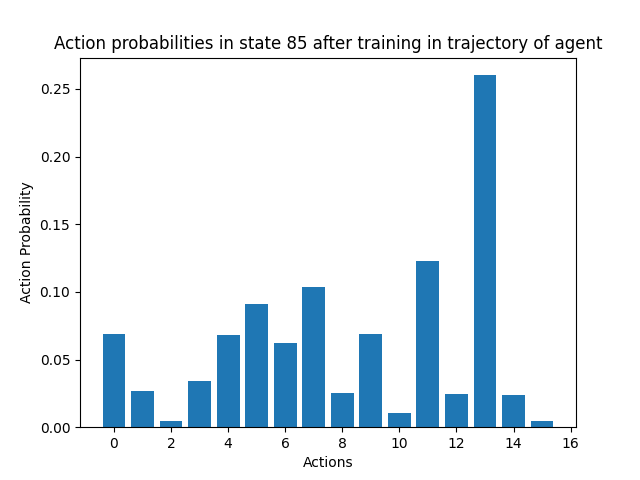 Action probabilities in state 85 after training in trajectory of agent
0.25
0.20
0.15
0.10
0.05
0.00
Action Probability
0 2 4 6 8 10 12 14 16
Actions